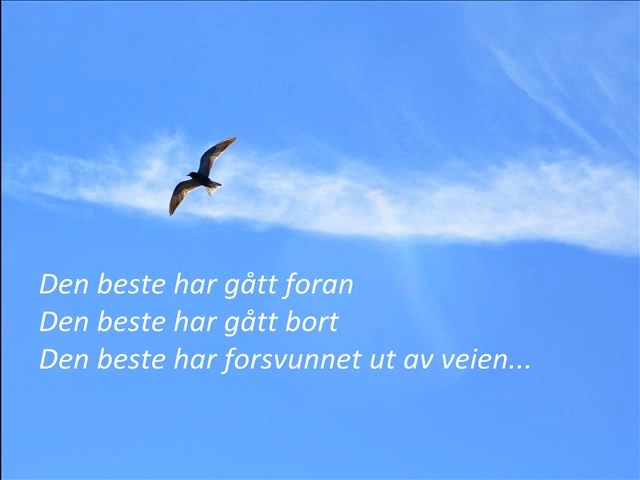 Den beste har gått foran
Den beste har gått bort
Den beste har forsvunnet ut av veien...